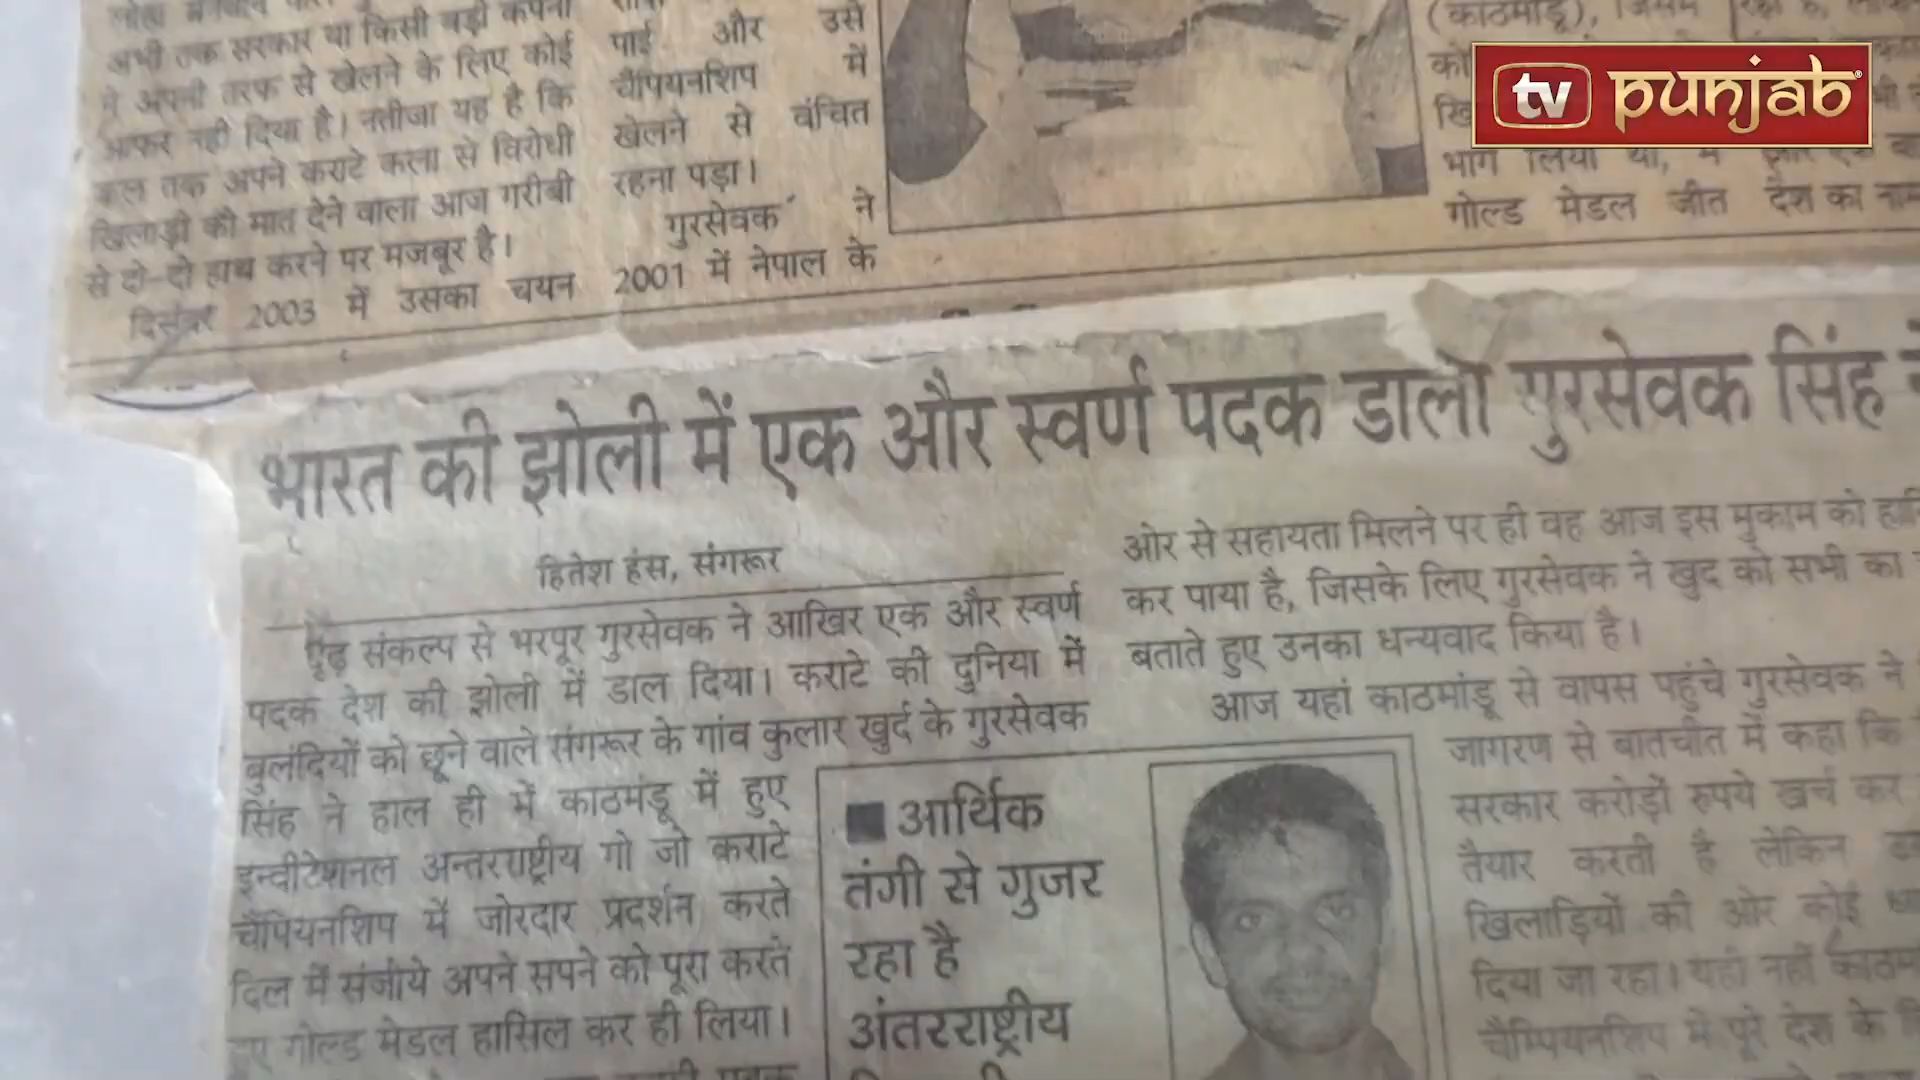 अभी तक सरकार या किसी बड़ी कंपनी
ने अपनी तरफ से खेलने के लिए कोई
आफर नहीं दिया है। नतीजा यह है कि
कल तक अपने कराटे कला से विरोधी
खिलाड़ी को मात देने वाला आज गरीबी
से दो-दो हाथ करने पर मजबूर है।
दिसंबर 2003 में उसका चयन
पाई और उसे
चैंपियनशिप में
खेलने से वंचित
रहना पड़ा।
गुरसेवक ने
2001 में नेपाल के
(काठमांडू),
भाग लिया था,
गोल्ड मेडल जीत
देश का नाम
tv punjab
भारत की झोली में एक और स्वर्ण पदक डाला गुरसेवक सिंह ने
हितेश हंस, संगरूर
दृढ़ संकल्प से भरपूर गुरसेवक ने आखिर एक और स्वर्ण
पदक देश की झोली में डाल दिया। कराटे की दुनिया में
बुलंदियों को छूने वाले संगरूर के गांव कुलार खुर्द के गुरसेवक
सिंह ने हाल ही में काठमांडू में हुए
इन्वीटेशनल अन्तरराष्ट्रीय गो जो कराटे
चैंपियनशिप में जोरदार प्रदर्शन करते
दिल में संजोये अपने सपने को पूरा करते
हुए गोल्ड मेडल हासिल कर ही लिया।
■ आर्थिक
तंगी से गुजर
रहा है
अंतरराष्ट्रीय
ओर से सहायता मिलने पर ही वह आज इस मुकाम को
कर पाया है, जिसके लिए गुरसेवक ने खुद को सभी का
बताते हुए उनका धन्यवाद किया है।
आज यहां काठमांडू से वापस पहुंचे गुरसेवक ने
जागरण से बातचीत में कहा कि
सरकार करोड़ों रुपये खर्च कर
तैयार करती है लेकिन
खिलाड़ियों की ओर कोई
दिया जा रहा। यही नहीं
चैम्पियनशिप में पूरे देश के